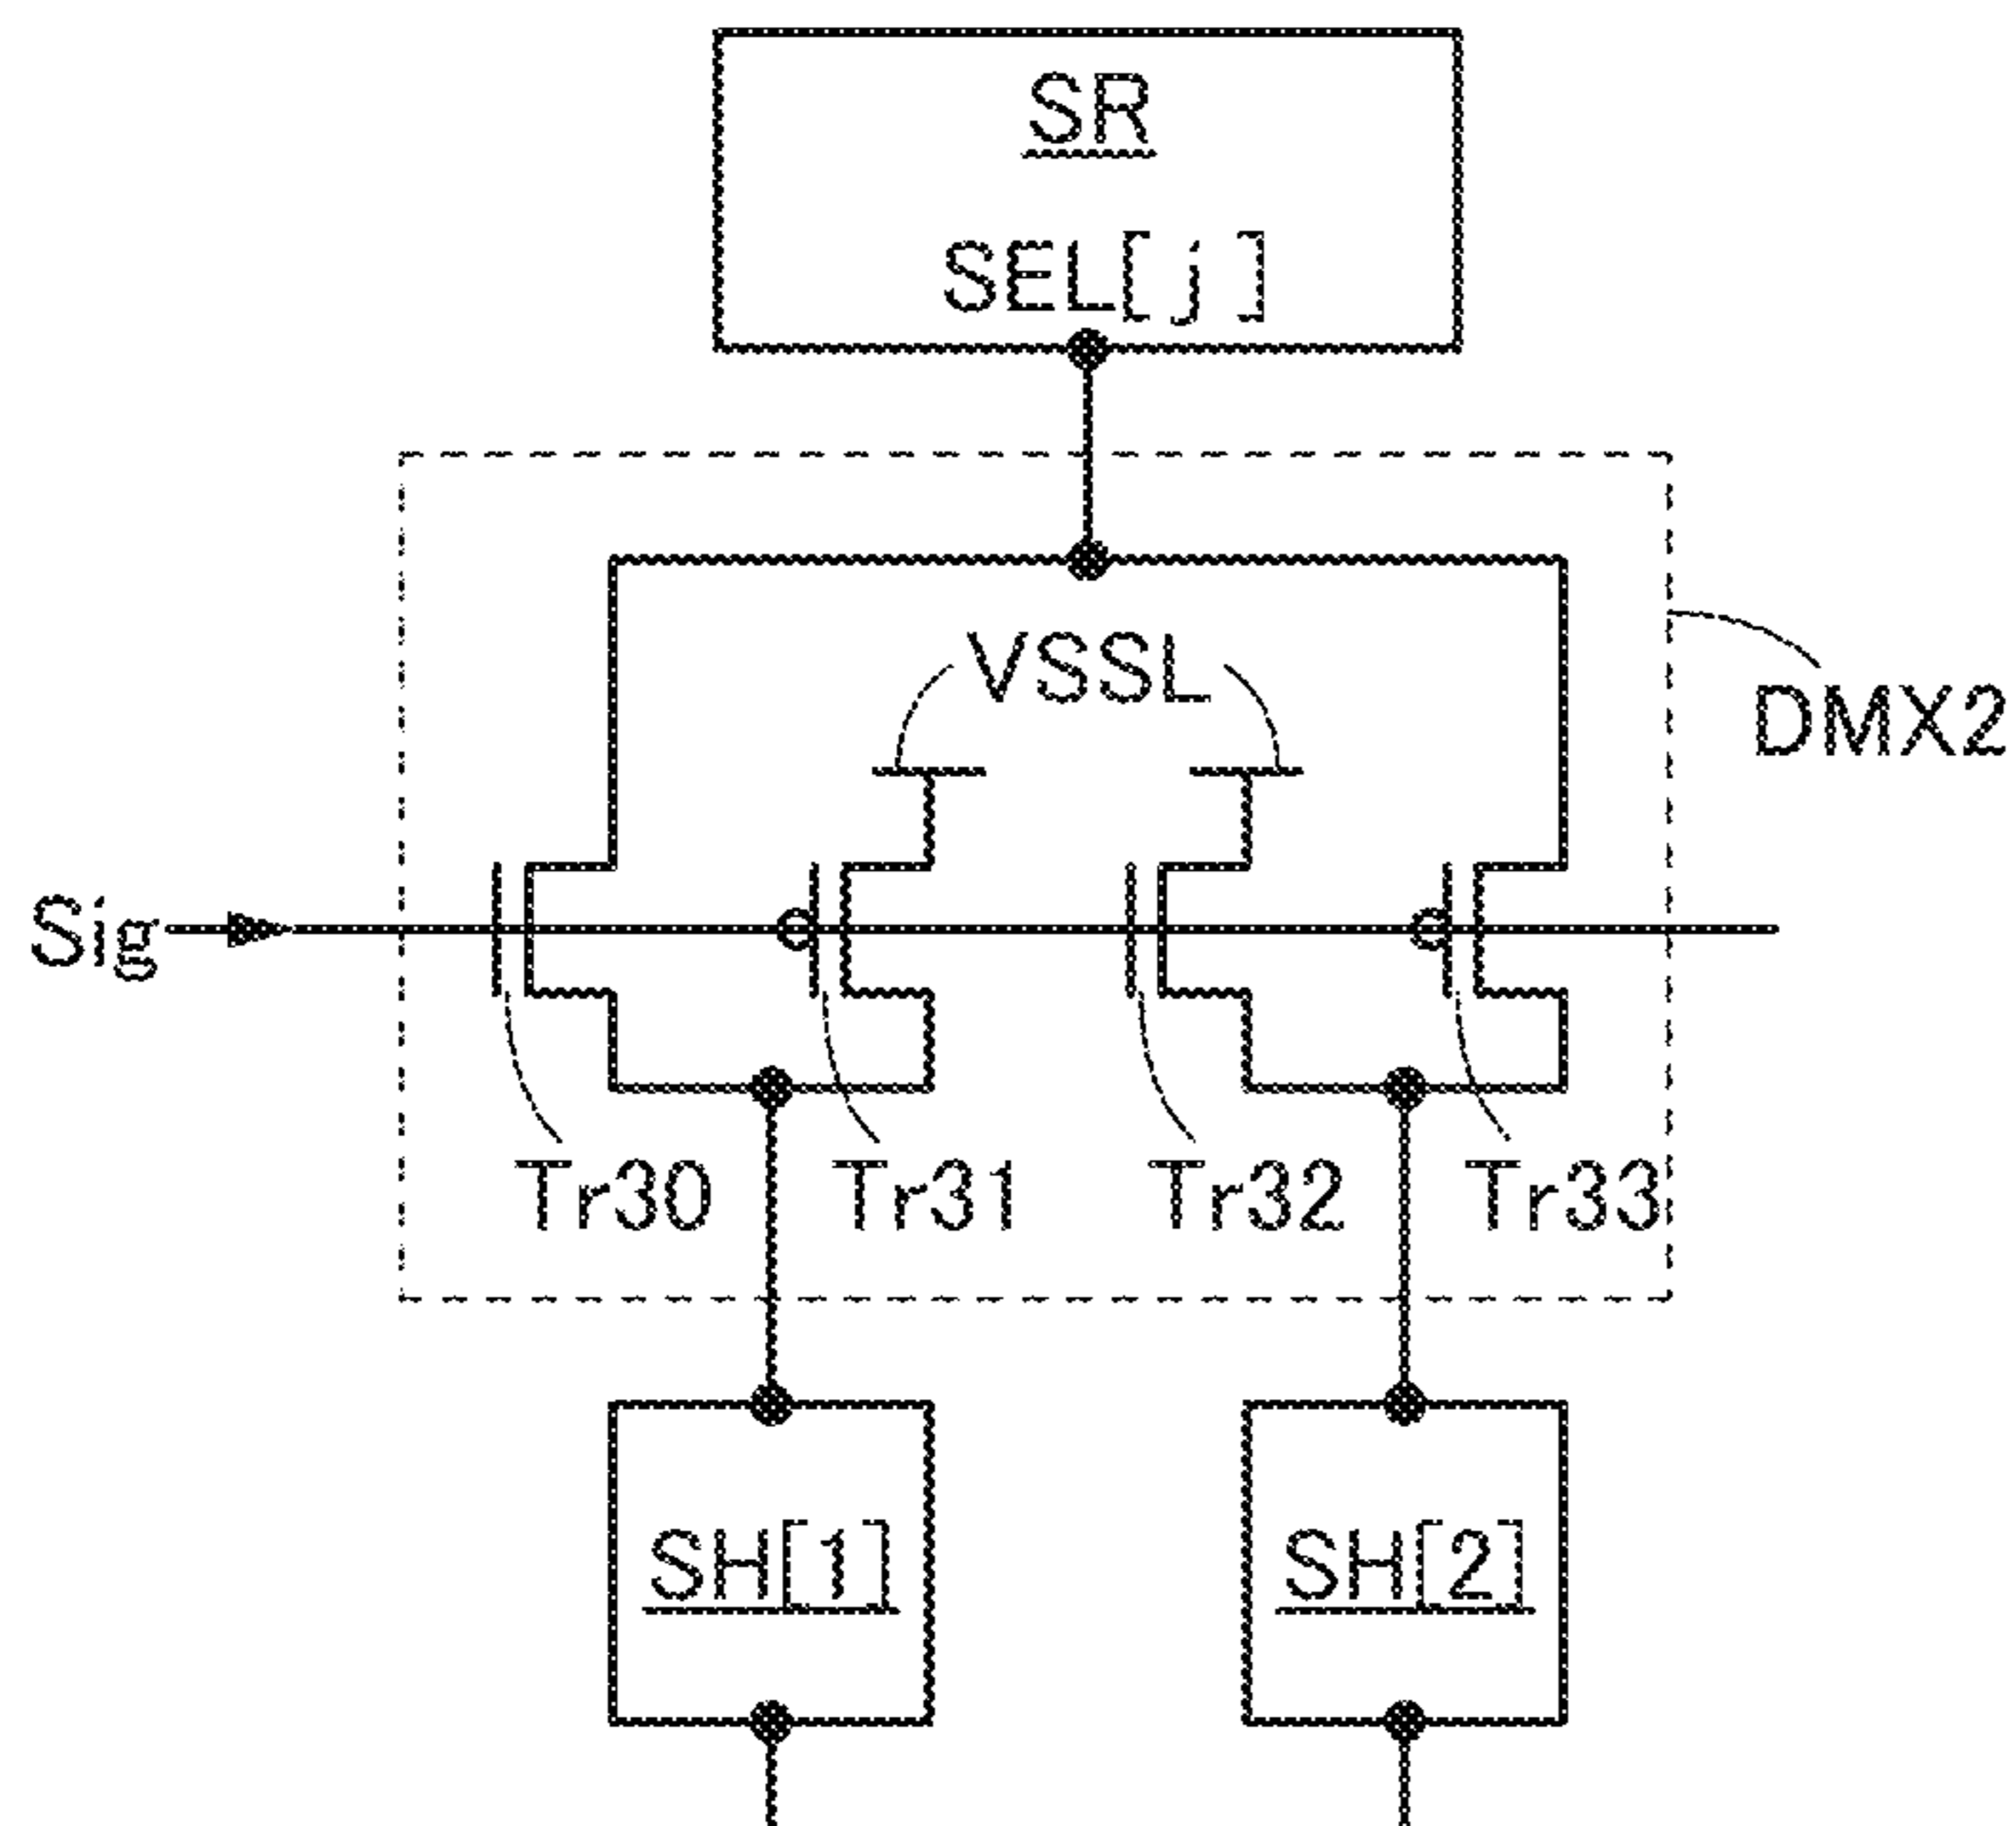 SR
SEL[j]
VSSL
DMX2
Sig
Tr30 Tr31 Tr32 Tr33
SH[1] SH[2]